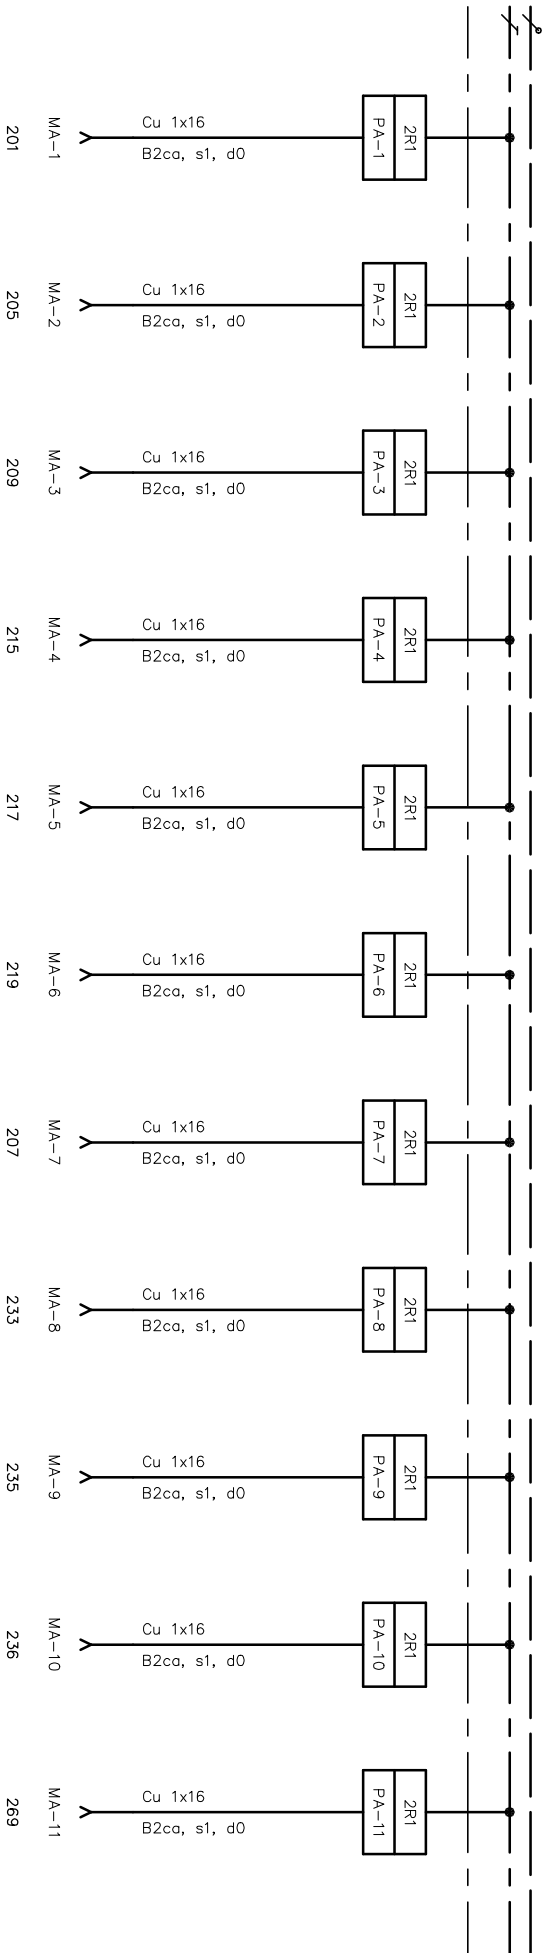 Cu 1x16
B2ca, s1, d0
201
MA-1
PA-1
2R1
Cu 1x16
B2ca, s1, d0
205
MA-2
PA-2
2R1
Cu 1x16
B2ca, s1, d0
209
MA-3
PA-3
2R1
Cu 1x16
B2ca, s1, d0
215
MA-4
PA-4
2R1
Cu 1x16
B2ca, s1, d0
217
MA-5
PA-5
2R1
Cu 1x16
B2ca, s1, d0
219
MA-6
PA-6
2R1
Cu 1x16
B2ca, s1, d0
207
MA-7
PA-7
2R1
Cu 1x16
B2ca, s1, d0
233
MA-8
PA-8
2R1
Cu 1x16
B2ca, s1, d0
235
MA-9
PA-9
2R1
Cu 1x16
B2ca, s1, d0
236
MA-10
PA-10
2R1
Cu 1x16
B2ca, s1, d0
269
MA-11
PA-11
2R1